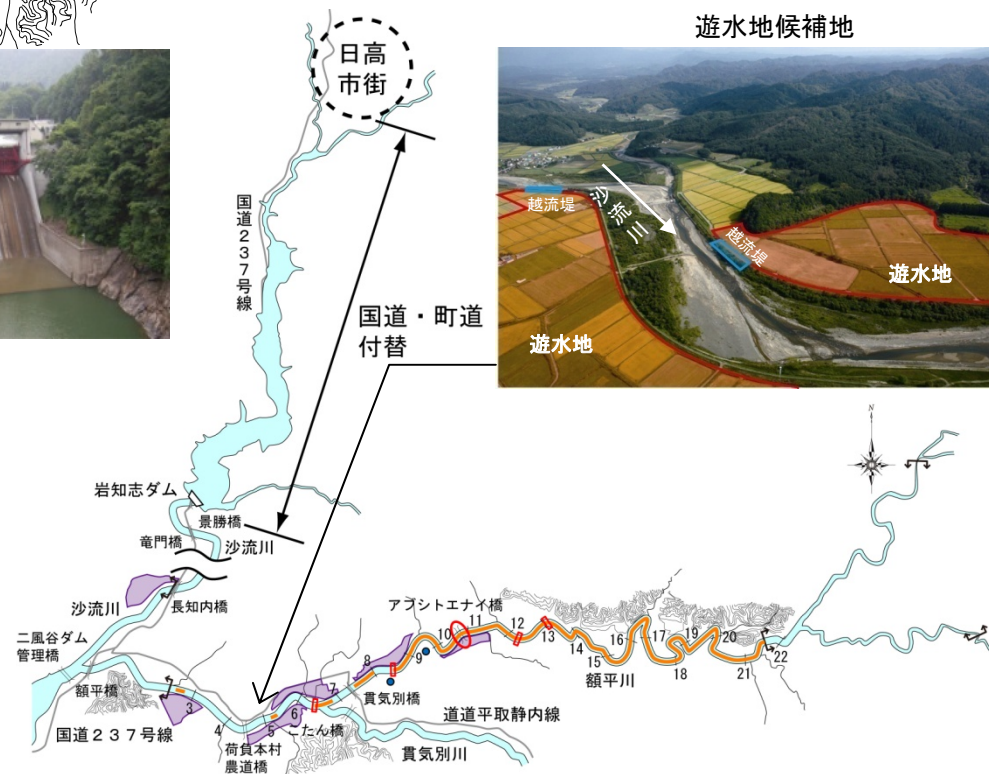 遊水地候補地
日高
市街
国道237号線
国道・町道
付替
越流堤
沙流川
越流堤
遊水地
遊水地
岩知志ダム
景勝橋
竜門橋
沙流川
沙流川
長知内橋
二風谷ダム
管理橋
額平橋
国道237号線
荷負本村
農道橋
こたん橋
貫気別橋
アブシトエナイ橋
道道平取静内線
貫気別川
額平川
N
3
4
5
6
7
8
9
10
11
12
13
14
15
16
17
18
19
20
21
22